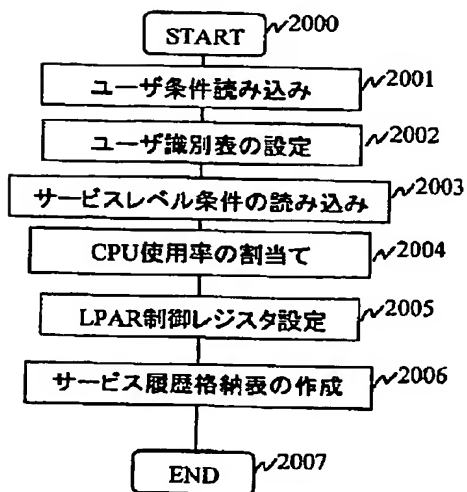 START 2000
ユーザ条件読み込み 2001
ユーザ識別表の設定 2002
サービスレベル条件の読み込み 2003
CPU使用率の割当て 2004
LPAR制御レジスタ設定 2005
サービス履歴格納表の作成 2006
END 2007